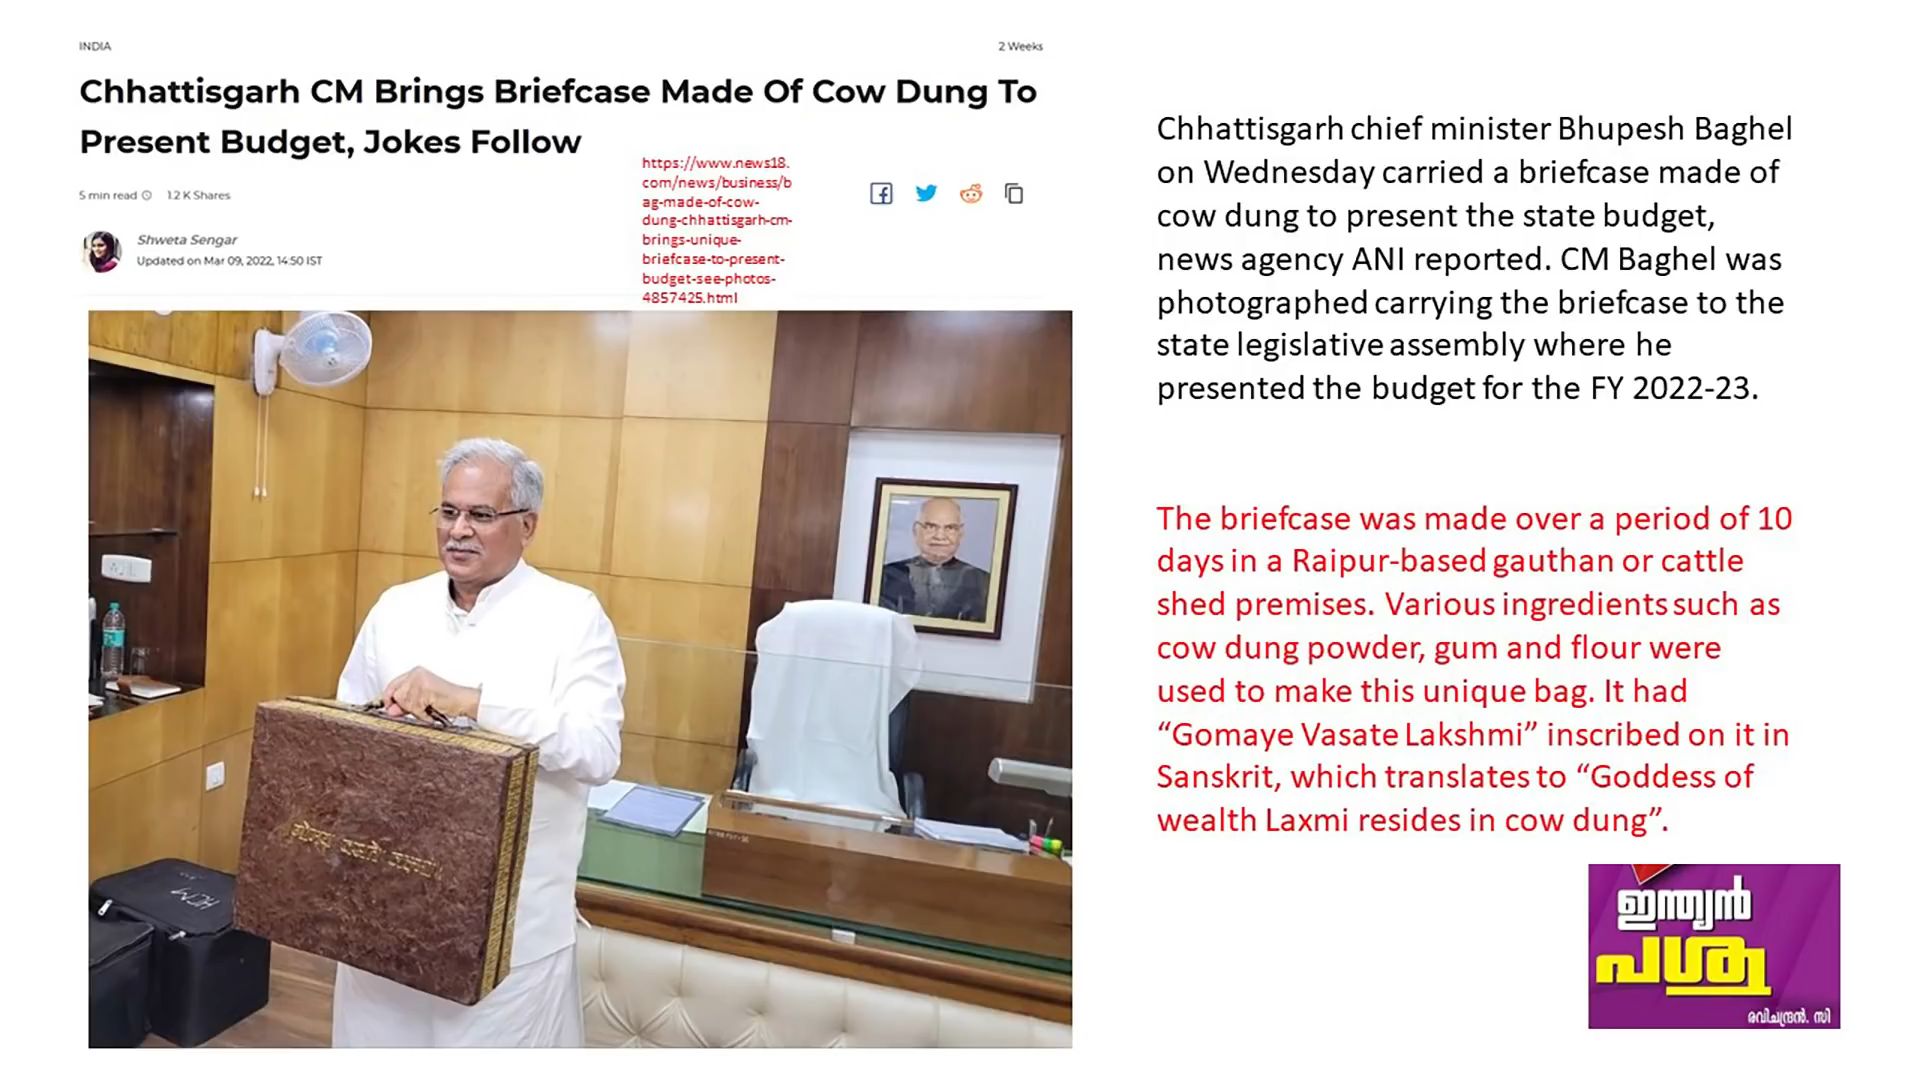 INDIA
2 Weeks
Chhattisgarh CM Brings Briefcase Made Of Cow Dung To
Present Budget, Jokes Follow
5 min read
1.2 K Shares
Shweta Sengar
Updated on Mar 09, 2022, 14:50 IST
https://www.news18.
com/news/business/b
ag-made-of-cow-
dung-chhattisgarh-cm-
brings-unique-
briefcase-to-present-
budget-see-photos-
4857425.html
HCM
Chhattisgarh chief minister Bhupesh Baghel
on Wednesday carried a briefcase made of
cow dung to present the state budget,
news agency ANI reported. CM Baghel was
photographed carrying the briefcase to the
state legislative assembly where he
presented the budget for the FY 2022-23.
The briefcase was made over a period of 10
days in a Raipur-based gauthan or cattle
shed premises. Various ingredients such as
cow dung powder, gum and flour were
used to make this unique bag. It had
“Gomaye Vasate Lakshmi” inscribed on it in
Sanskrit, which translates to “Goddess of
wealth Laxmi resides in cow dung”.
ഇന്ത്യൻ
പശു
രവിചന്ദ്രൻ. സി